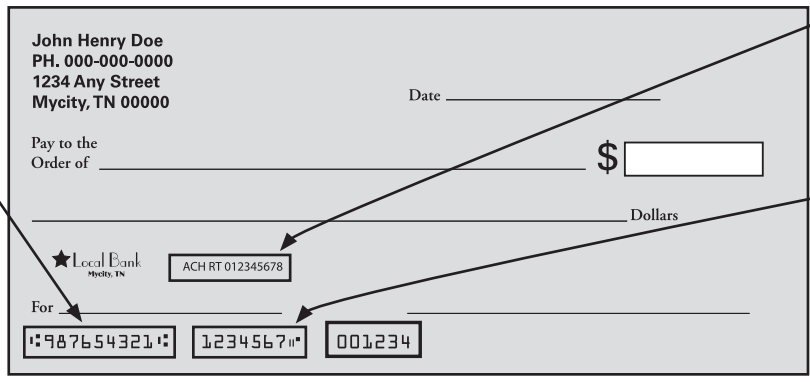 John Henry Doe
PH. 000-000-0000
1234 Any Street
Mycity, TN 00000
Date
Pay to the
Order of
$
Dollars
Local Bank
Mycity, TN
ACH RT 012345678
For
⑆987654321⑆ 1234567⑈ 001234